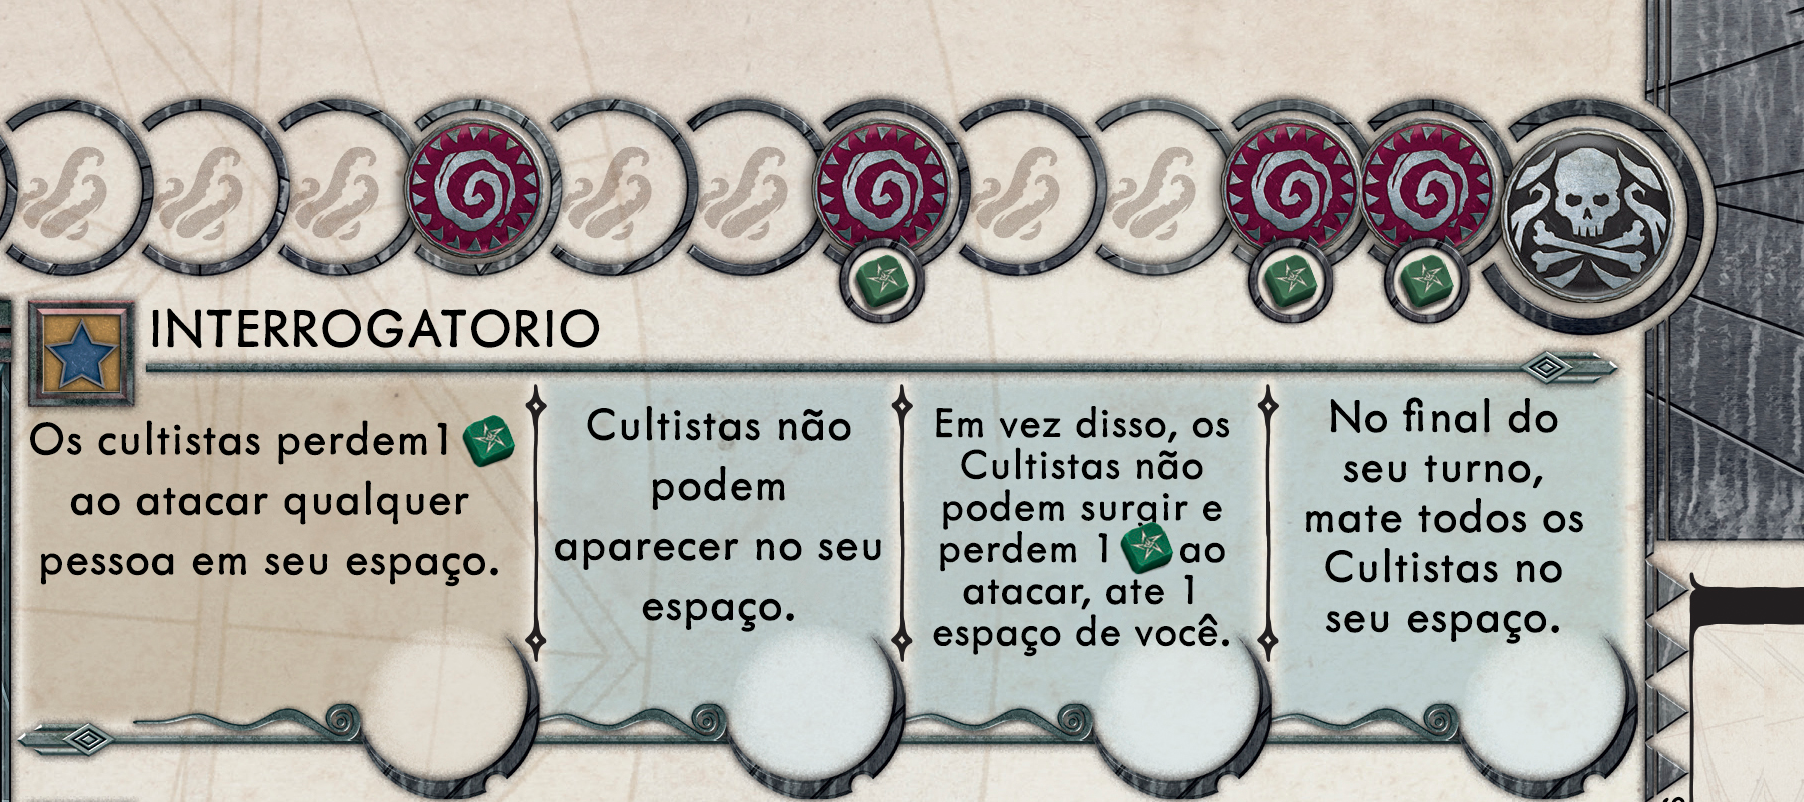 INTERROGATORIO
Os cultistas perdem1
ao atacar qualquer
pessoa em seu espaço.
Cultistas não
podem
aparecer no seu
espaço.
Em vez disso, os
Cultistas não
podem surgir e
perdem 1 ao
atacar, ate 1
espaço de você.
No final do
seu turno,
mate todos os
Cultistas no
seu espaço.